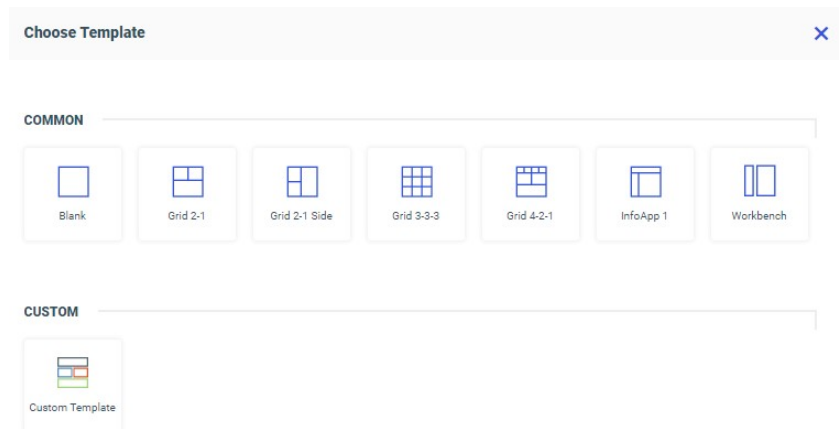 Choose Template
COMMON
Blank
Grid 2-1
Grid 2-1 Side
Grid 3-3-3
Grid 4-2-1
InfoApp 1
Workbench
CUSTOM
Custom Template